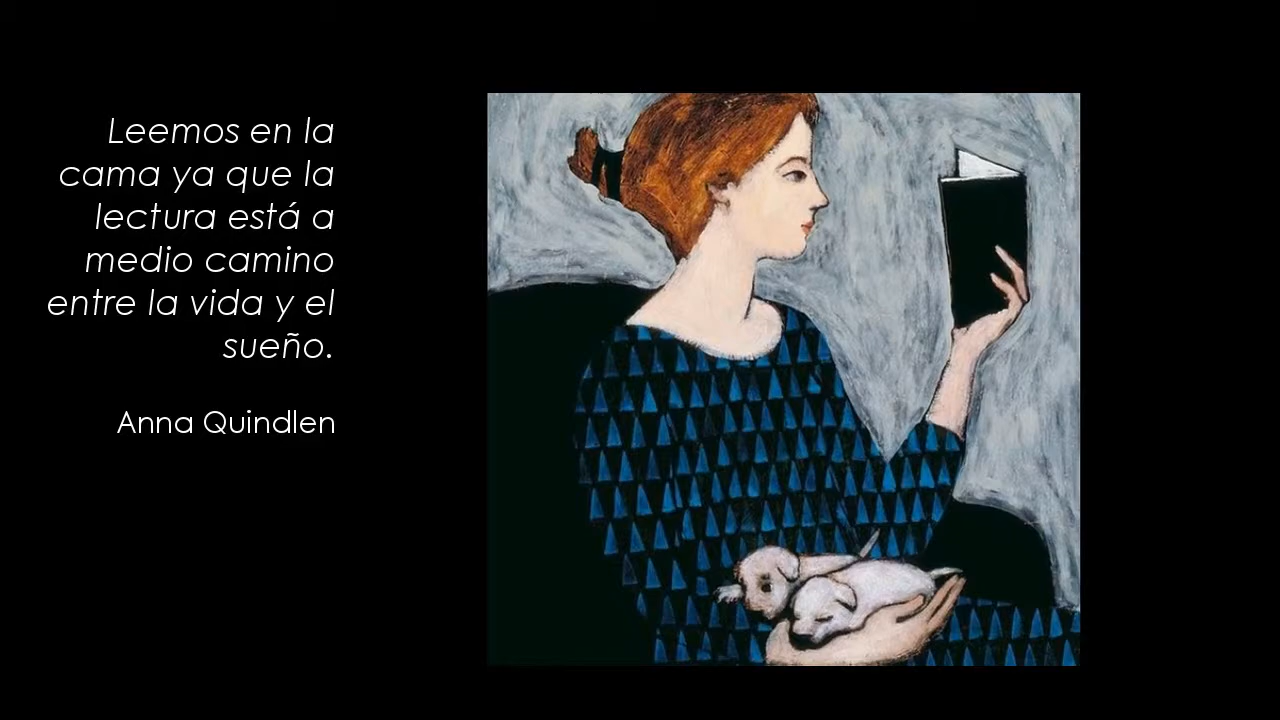 Leemos en la
cama ya que la
lectura está a
medio camino
entre la vida y el
sueño.
Anna Quindlen